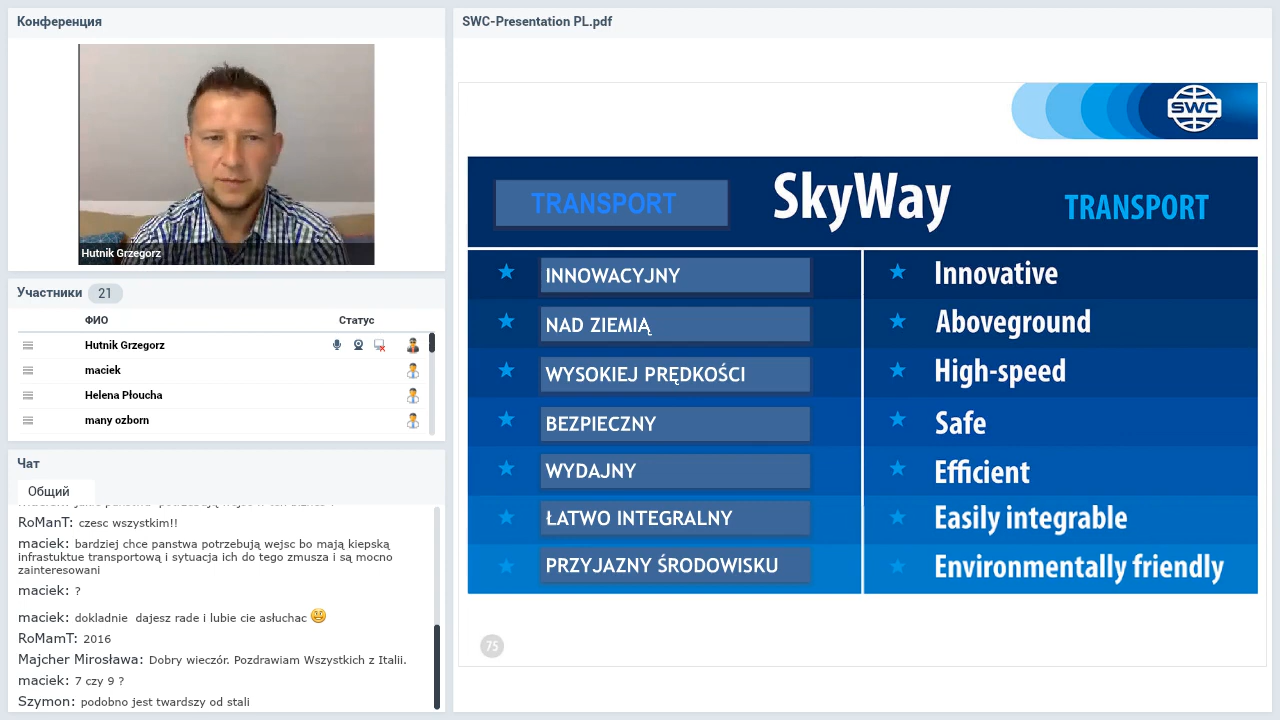 Конференция
Hutnik Grzegorz
Участники 21
ФИО Статус
Hutnik Grzegorz
maciek
Helena Płoucha
many ozborn
Чат
Общий
RoManT: czesc wszystkim!!
maciek: bardziej chce panstwa potrzebują wejsc bo mają kiepską
infrastuktue transportową i sytuacja ich do tego zmusza i są mocno
zainteresowani
maciek: ?
maciek: dokladnie dajesz rade i lubie cie asłuchac
RoMamT: 2016
Majcher Mirosława: Dobry wieczór. Pozdrawiam Wszystkich z Italii.
maciek: 7 czy 9 ?
Szymon: podobno jest twardszy od stali
SWC-Presentation PL.pdf
SWC
TRANSPORT SkyWay TRANSPORT
INNOWACYJNY Innovative
NAD ZIEMIĄ Aboveground
WYSOKIEJ PRĘDKOŚCI High-speed
BEZPIECZNY Safe
WYDAJNY Efficient
ŁATWO INTEGRALNY Easily integrable
PRZYJAZNY ŚRODOWISKU Environmentally friendly
75